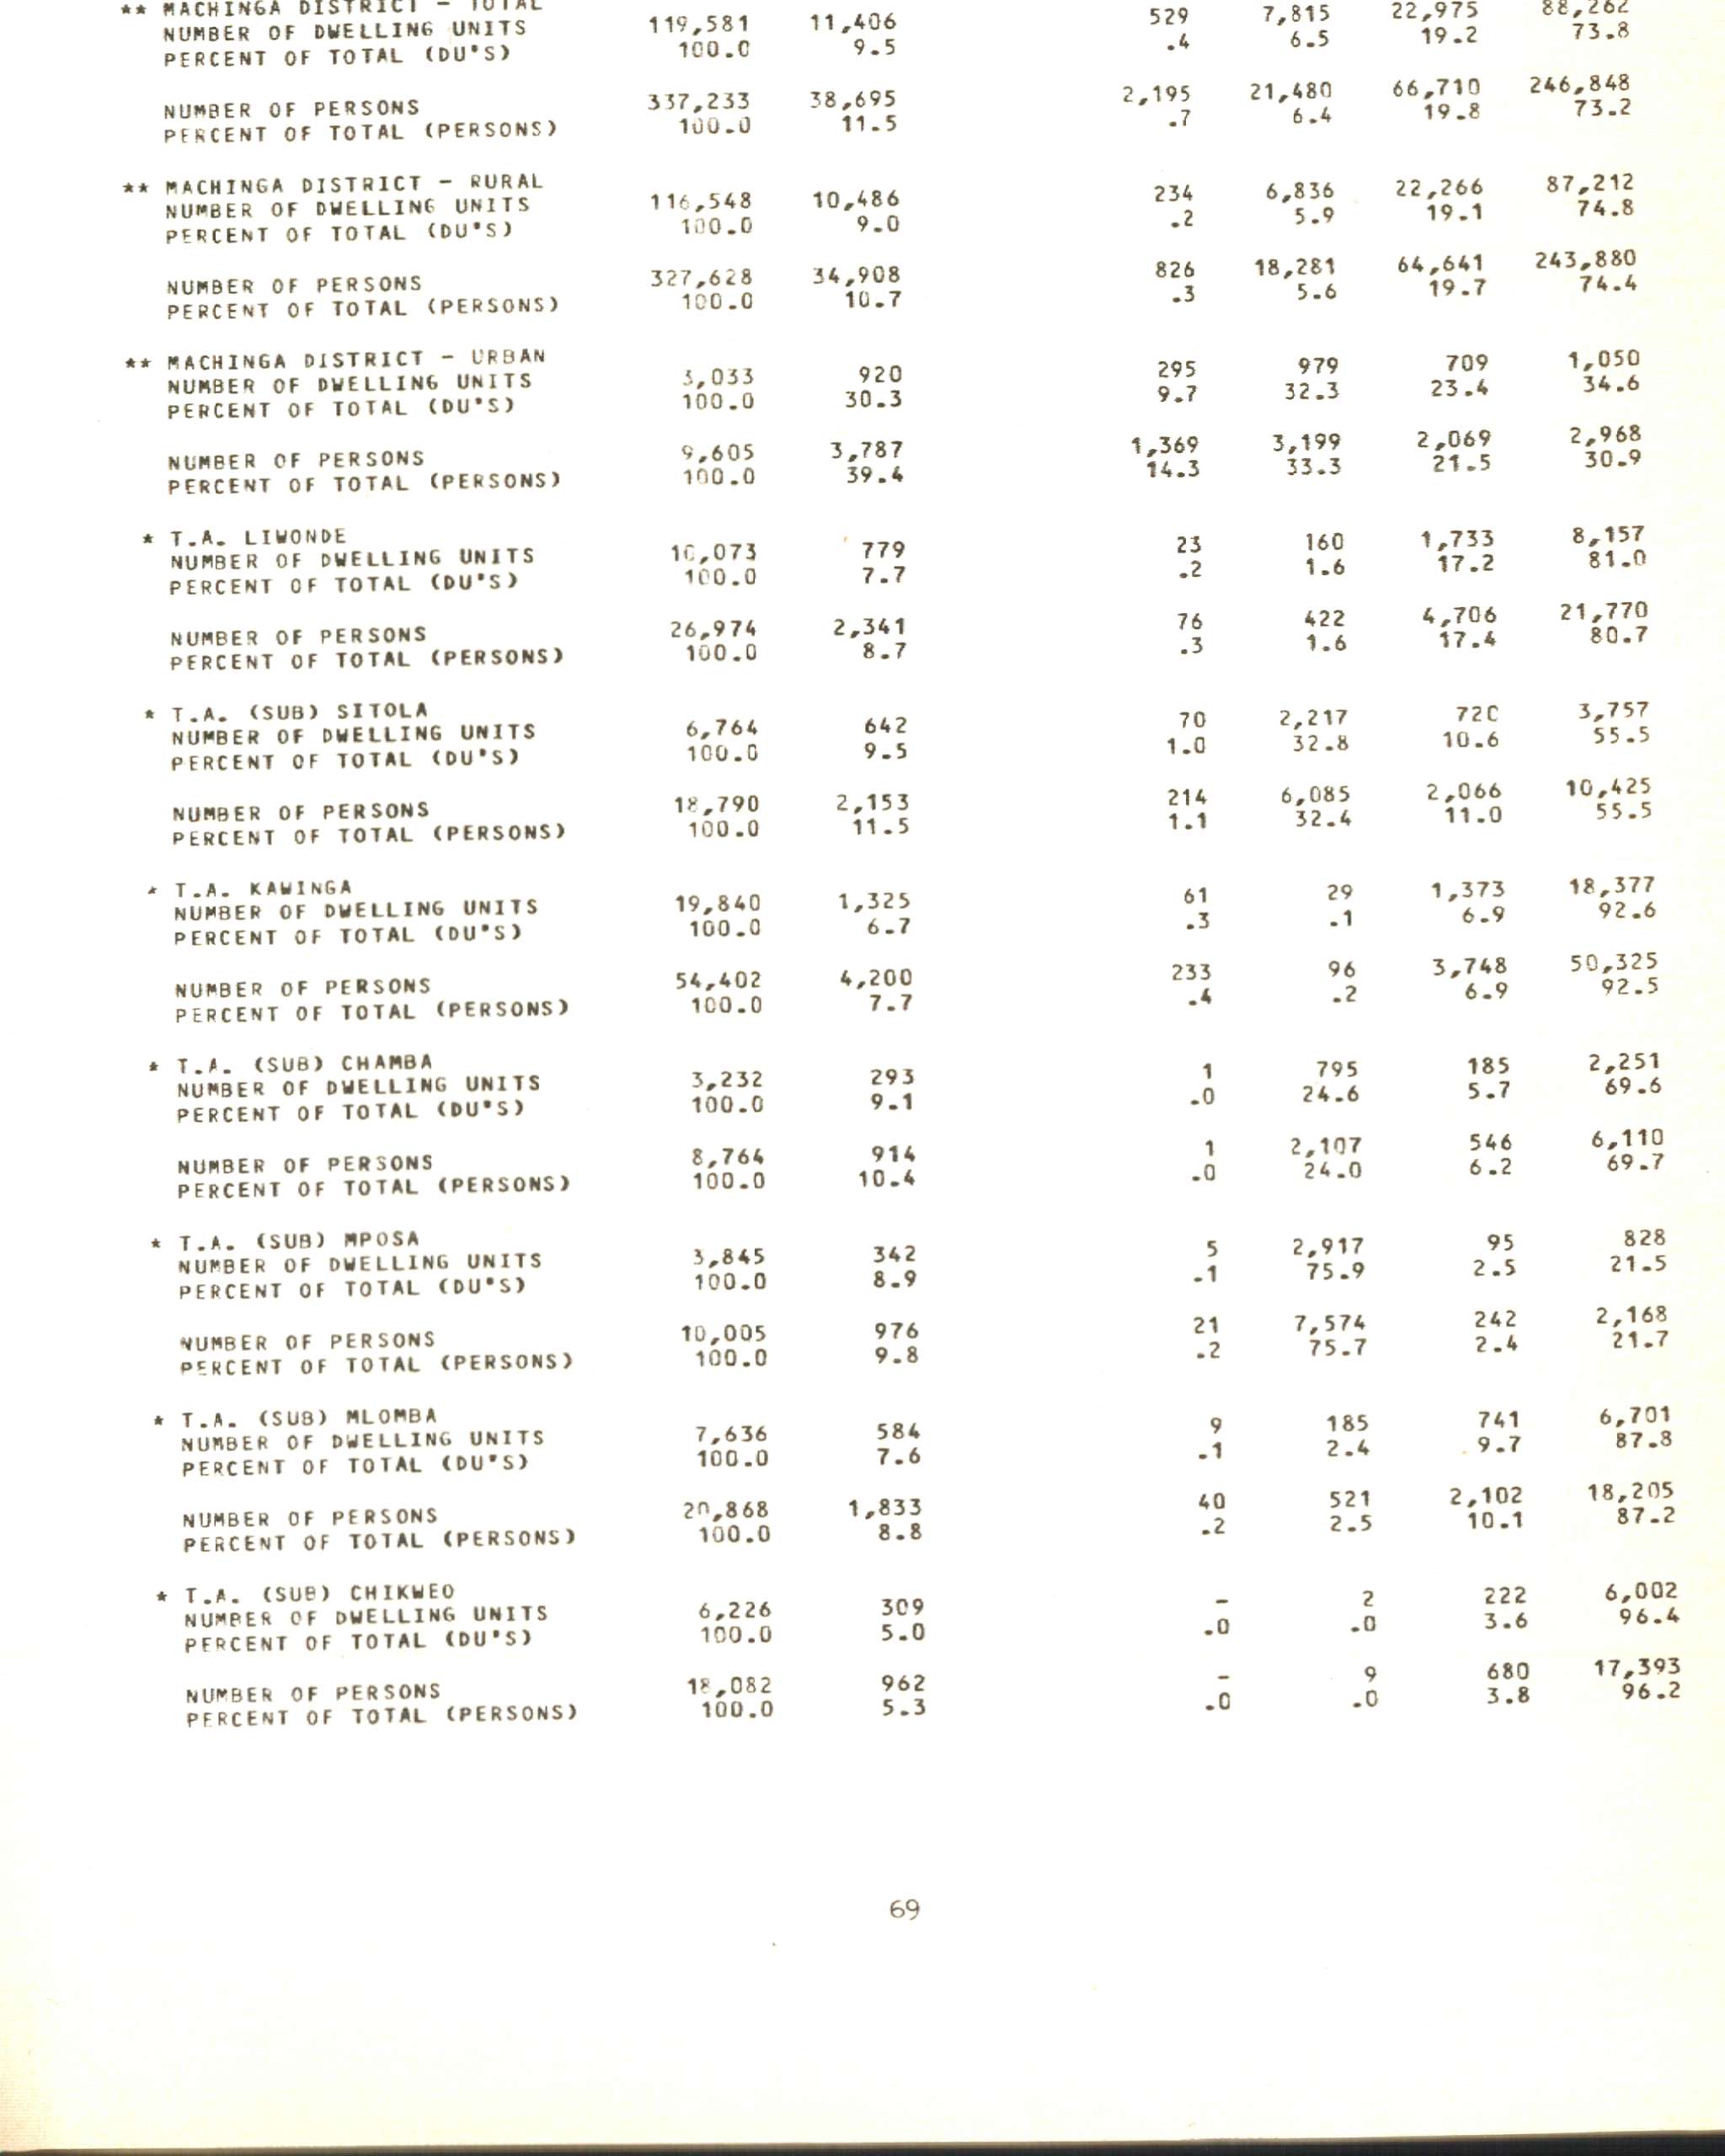 ** MACHINGA DISTRICT - TOTAL
NUMBER OF DWELLING UNITS 119,581 11,406 529 7,815 22,975 88,262
PERCENT OF TOTAL (DU'S) 100.0 9.5 .4 6.5 19.2 73.8
NUMBER OF PERSONS 337,233 38,695 2,195 21,480 66,710 246,848
PERCENT OF TOTAL (PERSONS) 100.0 11.5 .7 6.4 19.8 73.2
** MACHINGA DISTRICT - RURAL
NUMBER OF DWELLING UNITS 116,548 10,486 234 6,836 22,266 87,212
PERCENT OF TOTAL (DU'S) 100.0 9.0 .2 5.9 19.1 74.8
NUMBER OF PERSONS 327,628 34,908 826 18,281 64,641 243,880
PERCENT OF TOTAL (PERSONS) 100.0 10.7 .3 5.6 19.7 74.4
** MACHINGA DISTRICT - URBAN
NUMBER OF DWELLING UNITS 3,033 920 295 979 709 1,050
PERCENT OF TOTAL (DU'S) 100.0 30.3 9.7 32.3 23.4 34.6
NUMBER OF PERSONS 9,605 3,787 1,369 3,199 2,069 2,968
PERCENT OF TOTAL (PERSONS) 100.0 39.4 14.3 33.3 21.5 30.9
* T.A. LIWONDE
NUMBER OF DWELLING UNITS 10,073 779 23 160 1,733 8,157
PERCENT OF TOTAL (DU'S) 100.0 7.7 .2 1.6 17.2 81.0
NUMBER OF PERSONS 26,974 2,341 76 422 4,706 21,770
PERCENT OF TOTAL (PERSONS) 100.0 8.7 .3 1.6 17.4 80.7
* T.A. (SUB) SITOLA
NUMBER OF DWELLING UNITS 6,764 642 70 2,217 720 3,757
PERCENT OF TOTAL (DU'S) 100.0 9.5 1.0 32.8 10.6 55.5
NUMBER OF PERSONS 18,790 2,153 214 6,085 2,066 10,425
PERCENT OF TOTAL (PERSONS) 100.0 11.5 1.1 32.4 11.0 55.5
* T.A. KAWINGA
NUMBER OF DWELLING UNITS 19,840 1,325 61 29 1,373 18,377
PERCENT OF TOTAL (DU'S) 100.0 6.7 .3 .1 6.9 92.6
NUMBER OF PERSONS 54,402 4,200 233 96 3,748 50,325
PERCENT OF TOTAL (PERSONS) 100.0 7.7 .4 .2 6.9 92.5
* T.A. (SUB) CHAMBA
NUMBER OF DWELLING UNITS 3,232 293 1 795 185 2,251
PERCENT OF TOTAL (DU'S) 100.0 9.1 .0 24.6 5.7 69.6
NUMBER OF PERSONS 8,764 914 1 2,107 546 6,110
PERCENT OF TOTAL (PERSONS) 100.0 10.4 .0 24.0 6.2 69.7
* T.A. (SUB) MPOSA
NUMBER OF DWELLING UNITS 3,845 342 5 2,917 95 828
PERCENT OF TOTAL (DU'S) 100.0 8.9 .1 75.9 2.5 21.5
NUMBER OF PERSONS 10,005 976 21 7,574 242 2,168
PERCENT OF TOTAL (PERSONS) 100.0 9.8 .2 75.7 2.4 21.7
* T.A. (SUB) MLOMBA
NUMBER OF DWELLING UNITS 7,636 584 9 185 741 6,701
PERCENT OF TOTAL (DU'S) 100.0 7.6 .1 2.4 9.7 87.8
NUMBER OF PERSONS 20,868 1,833 40 521 2,102 18,205
PERCENT OF TOTAL (PERSONS) 100.0 8.8 .2 2.5 10.1 87.2
* T.A. (SUB) CHIKWEO
NUMBER OF DWELLING UNITS 6,226 309 - 2 222 6,002
PERCENT OF TOTAL (DU'S) 100.0 5.0 .0 .0 3.6 96.4
NUMBER OF PERSONS 18,082 962 - 9 680 17,393
PERCENT OF TOTAL (PERSONS) 100.0 5.3 .0 .0 3.8 96.2
69